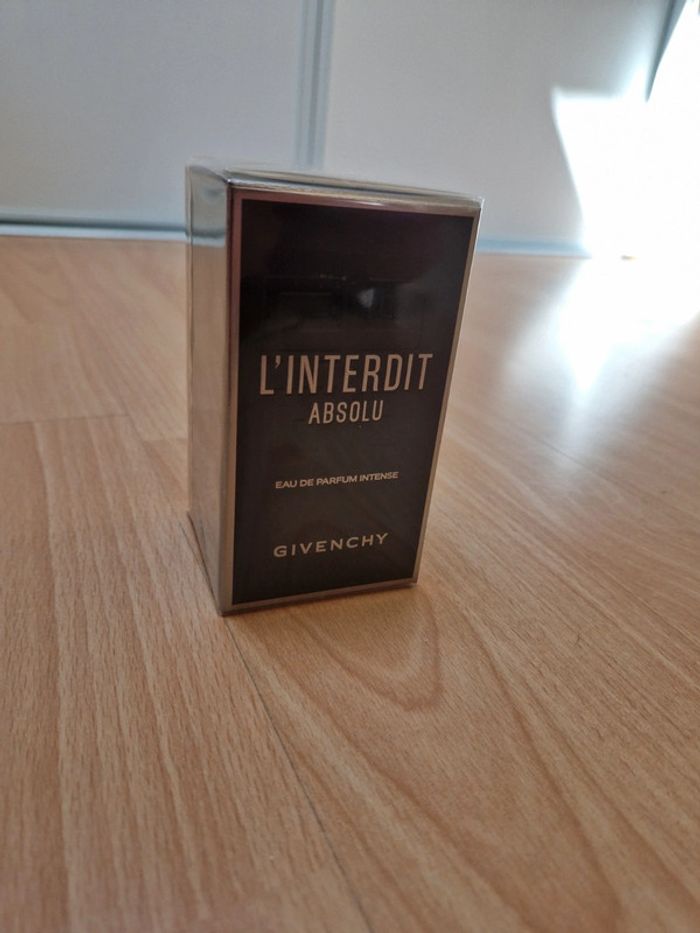 L'INTERDIT
ABSOLU
EAU DE PARFUM INTENSE
GIVENCHY